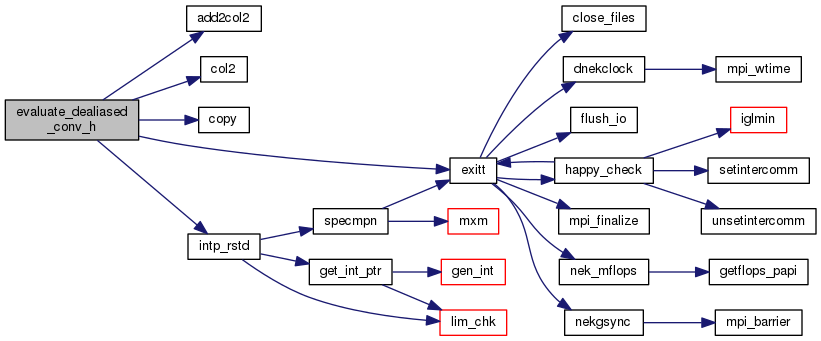 evaluate_dealiased
_conv_h
add2col2
col2
copy
intp_rstd
specmpn
get_int_ptr
exitt
mxm
gen_int
lim_chk
close_files
dnekclock
flush_io
happy_check
mpi_finalize
nek_mflops
nekgsync
mpi_wtime
iglmin
setintercomm
unsetintercomm
getflops_papi
mpi_barrier